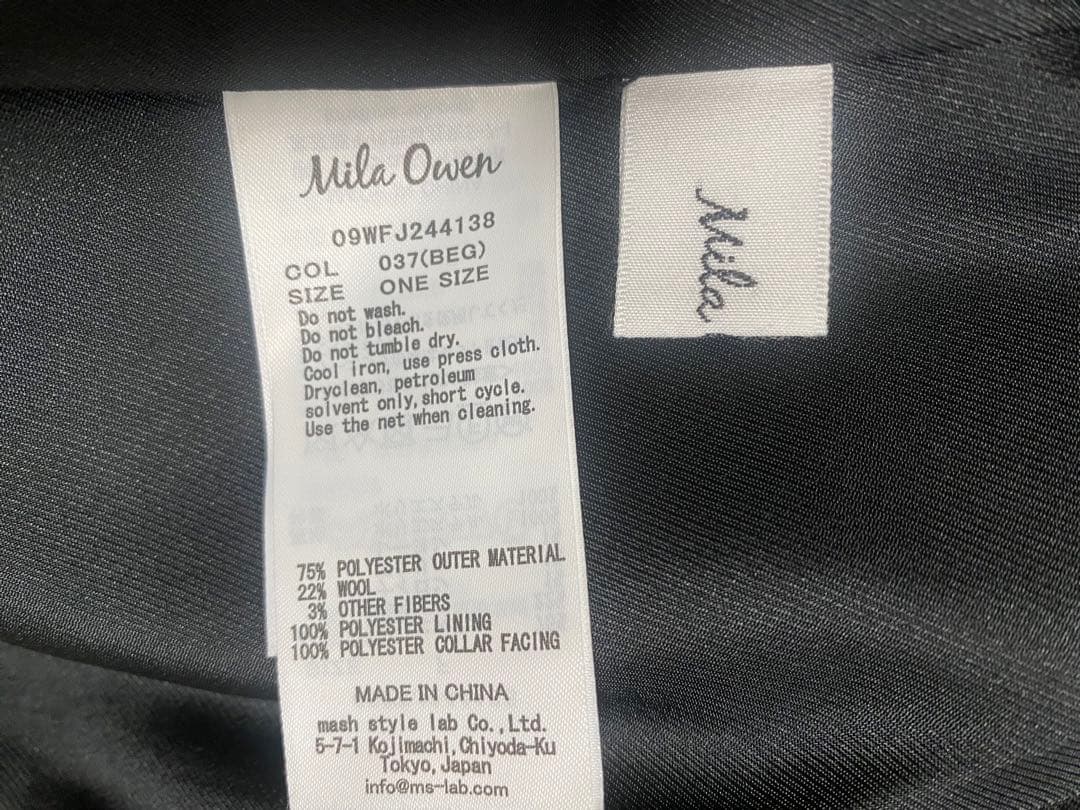 Mila Owen
09WFJ244138
COL 037(BEG)
SIZE ONE SIZE
Do not wash.
Do not bleach.
Do not tumble dry.
Cool iron, use press cloth.
Dryclean, petroleum
solvent only, short cycle.
Use the net when cleaning.
75% POLYESTER OUTER MATERIAL
22% WOOL
3% OTHER FIBERS
100% POLYESTER LINING
100% POLYESTER COLLAR FACING
MADE IN CHINA
mash style lab Co.,Ltd.
5-7-1 Kojimachi, Chiyoda-Ku
Tokyo, Japan
info@ms-lab.com
Mila